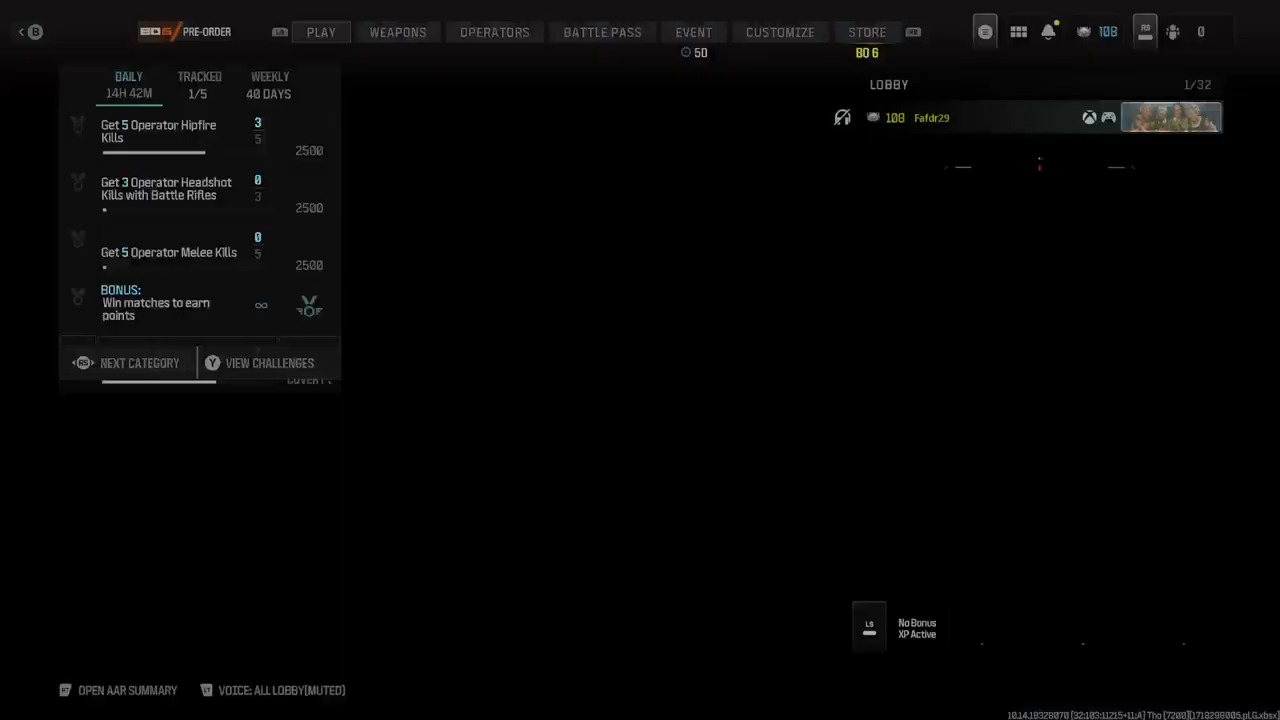 B
BO6 PRE-ORDER
PLAY
WEAPONS
OPERATORS
BATTLE PASS
EVENT
CUSTOMIZE
STORE
RS
108
0
50
BO 6
DAILY
TRACKED
WEEKLY
14H 42M
1/5
40 DAYS
LOBBY
1/32
Get 5 Operator Hipfire
Kills
3
5
2500
108 Fafdr29
Get 3 Operator Headshot
Kills with Battle Rifles
0
3
2500
Get 5 Operator Melee Kills
0
5
2500
BONUS:
Win matches to earn
points
RS NEXT CATEGORY
Y VIEW CHALLENGES
LS
No Bonus
XP Active
OPEN AAR SUMMARY
VOICE: ALL LOBBY(MUTED)